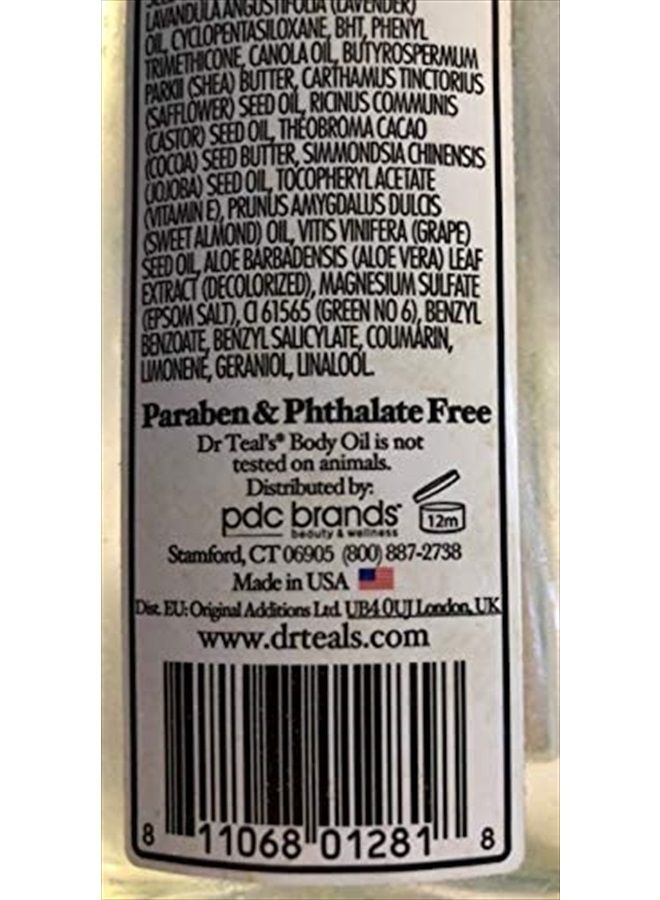 LAVANDULA ANGUSTIFOLIA (LAVENDER)
OIL, CYCLOPENTASILOXANE, BHT, PHENYL
TRIMETHICONE, CANOLA OIL, BUTYROSPERMUM
PARKII (SHEA) BUTTER, CARTHAMUS TINCTORIUS
(SAFFLOWER) SEED OIL, RICINUS COMMUNIS
(CASTOR) SEED OIL, THEOBROMA CACAO
(COCOA) SEED BUTTER, SIMMONDSIA CHINENSIS
(JOJOBA) SEED OIL, TOCOPHERYL ACETATE
(VITAMIN E), PRUNUS AMYGDALUS DULCIS
(SWEET ALMOND) OIL, VITIS VINIFERA (GRAPE)
SEED OIL, ALOE BARBADENSIS (ALOE VERA) LEAF
EXTRACT (DECOLORIZED), MAGNESIUM SULFATE
(EPSOM SALT), CI 61565 (GREEN NO 6), BENZYL
BENZOATE, BENZYL SALICYLATE, COUMARIN,
LIMONENE, GERANIOL, LINALOOL.
Paraben & Phthalate Free
Dr Teal's® Body Oil is not
tested on animals.
Distributed by:
pdc brands™
beauty & wellness
12m
Stamford, CT 06905 (800) 887-2738
Made in USA
Dist. EU: Original Additions Ltd. UB4 0UJ London, UK
www.drteals.com
8 11068 01281 8